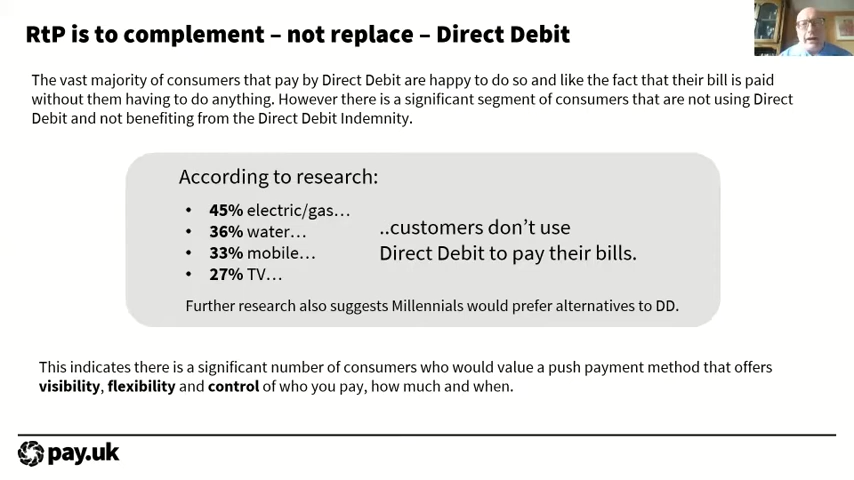 RtP is to complement – not replace – Direct Debit
The vast majority of consumers that pay by Direct Debit are happy to do so and like the fact that their bill is paid
without them having to do anything. However there is a significant segment of consumers that are not using Direct
Debit and not benefiting from the Direct Debit Indemnity.
According to research:
• 45% electric/gas…
• 36% water…
• 33% mobile…
• 27% TV…
..customers don’t use
Direct Debit to pay their bills.
Further research also suggests Millennials would prefer alternatives to DD.
This indicates there is a significant number of consumers who would value a push payment method that offers
visibility, flexibility and control of who you pay, how much and when.
pay.uk